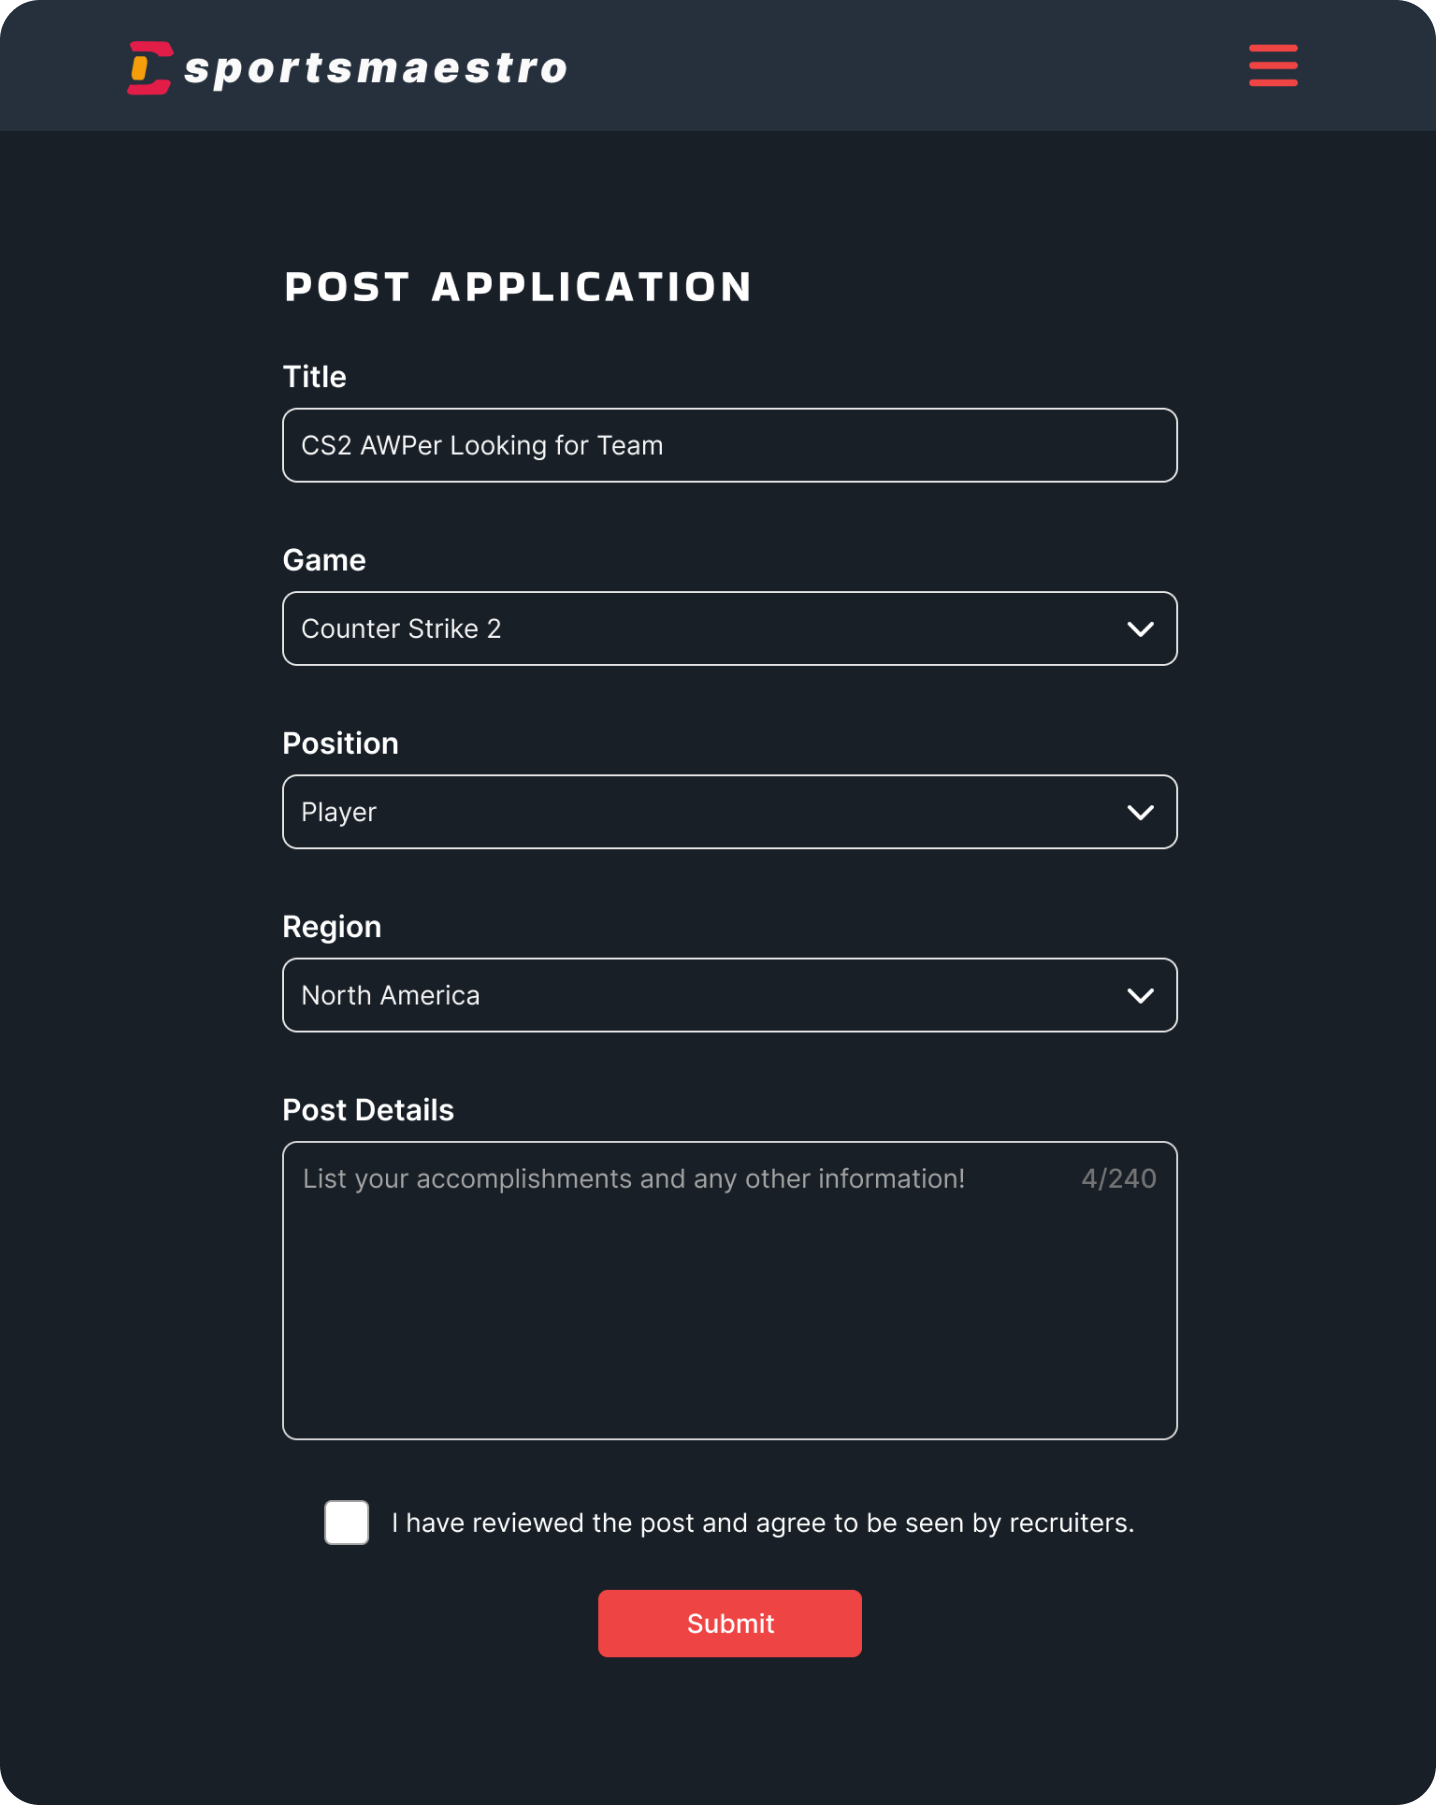 sportsmaestro
POST APPLICATION
Title
CS2 AWPer Looking for Team
Game
Counter Strike 2
Position
Player
Region
North America
Post Details
List your accomplishments and any other information! 4/240
I have reviewed the post and agree to be seen by recruiters.
Submit